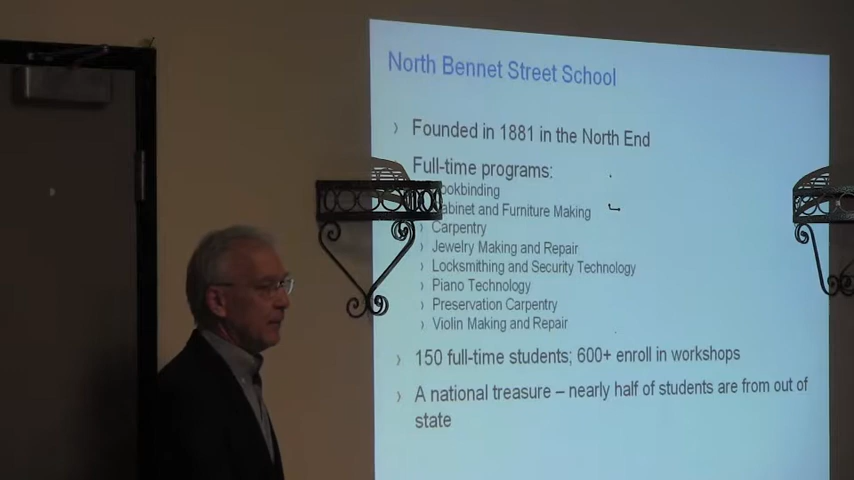 North Bennet Street School
› Founded in 1881 in the North End
Full-time programs:
ookbinding
abinet and Furniture Making
› Carpentry
› Jewelry Making and Repair
› Locksmithing and Security Technology
› Piano Technology
› Preservation Carpentry
› Violin Making and Repair
› 150 full-time students; 600+ enroll in workshops
› A national treasure – nearly half of students are from out of
state